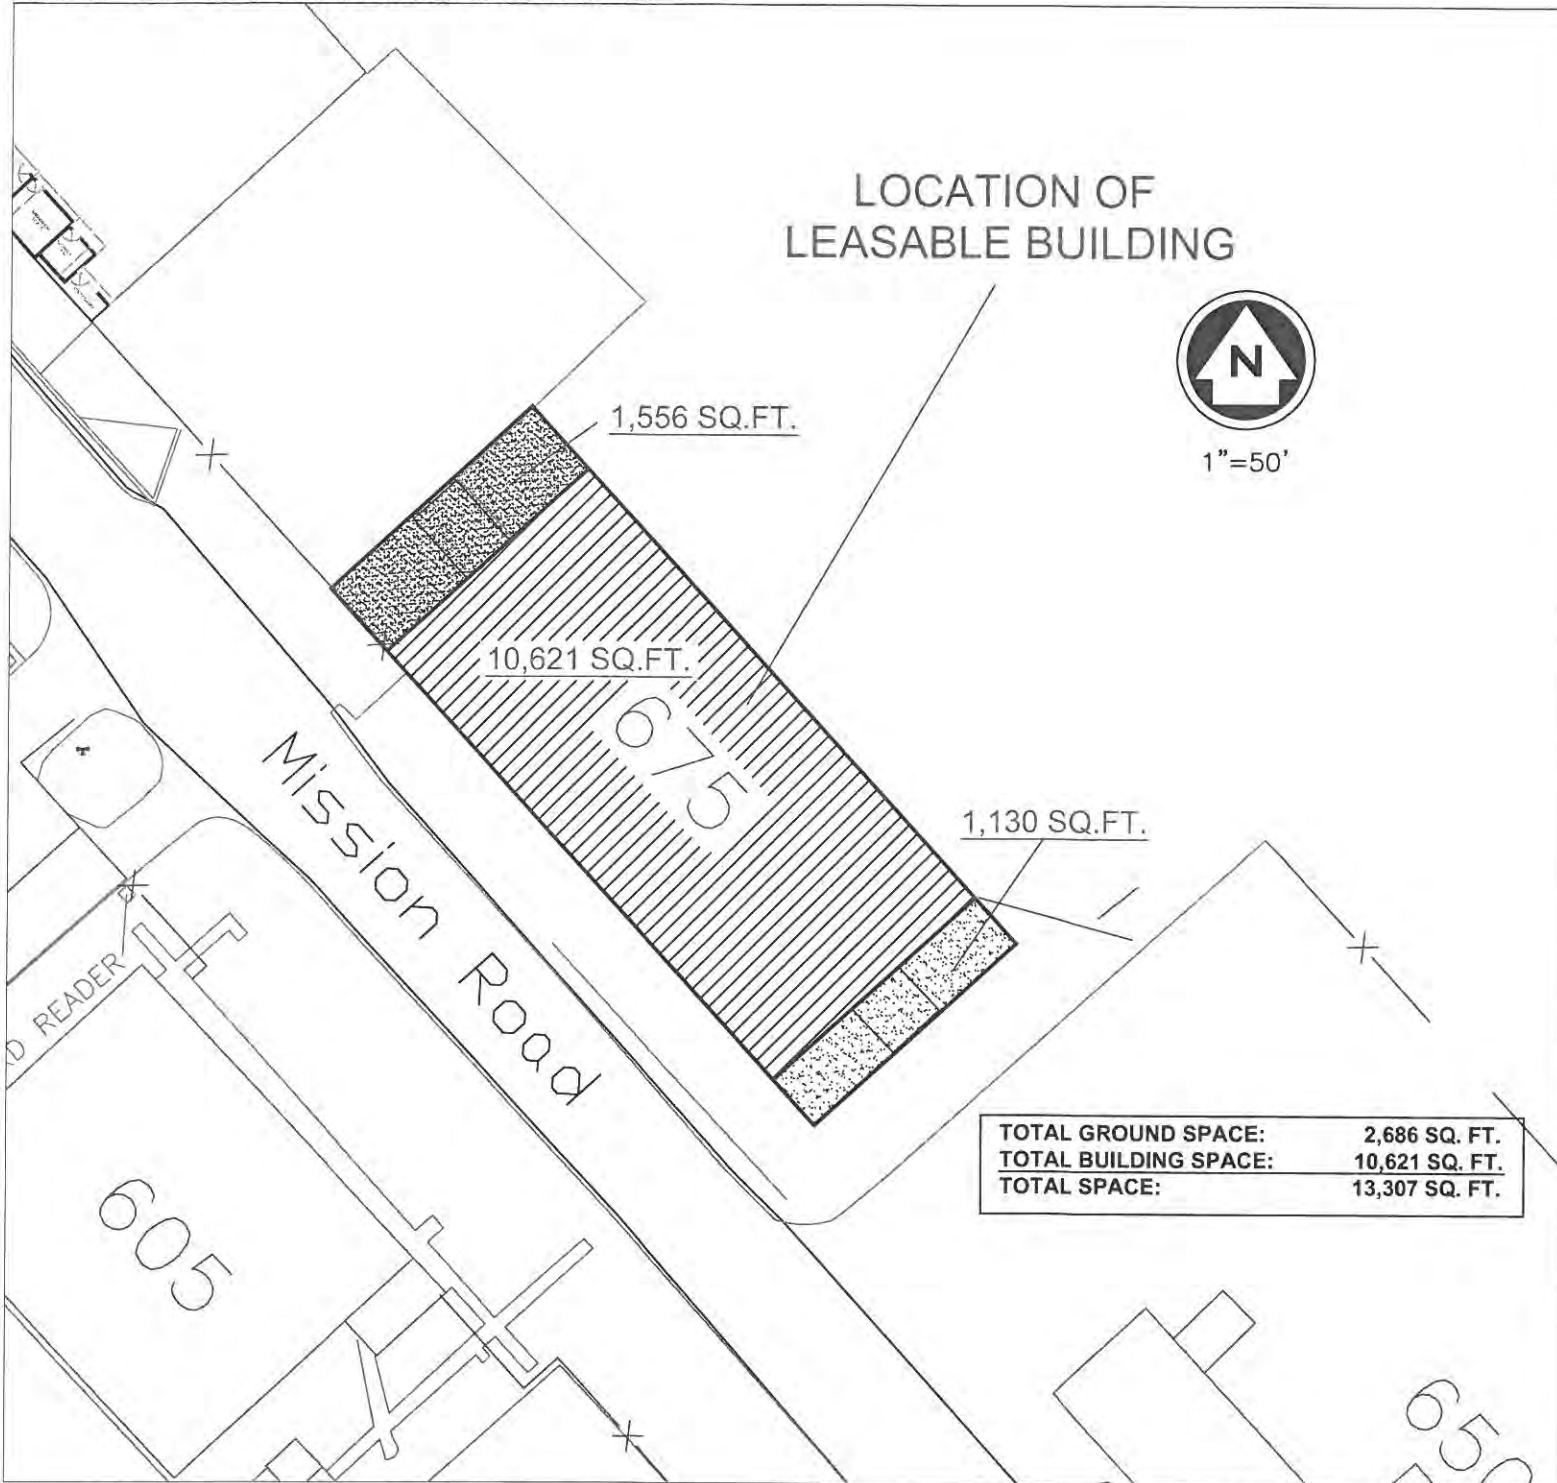 LOCATION OF
LEASABLE BUILDING
N
1"=50'
1,556 SQ.FT.
10,621 SQ.FT.
675
1,130 SQ.FT.
Mission Road
RD READER
605
TOTAL GROUND SPACE: 2,686 SQ. FT.
TOTAL BUILDING SPACE: 10,621 SQ. FT.
TOTAL SPACE: 13,307 SQ. FT.
650